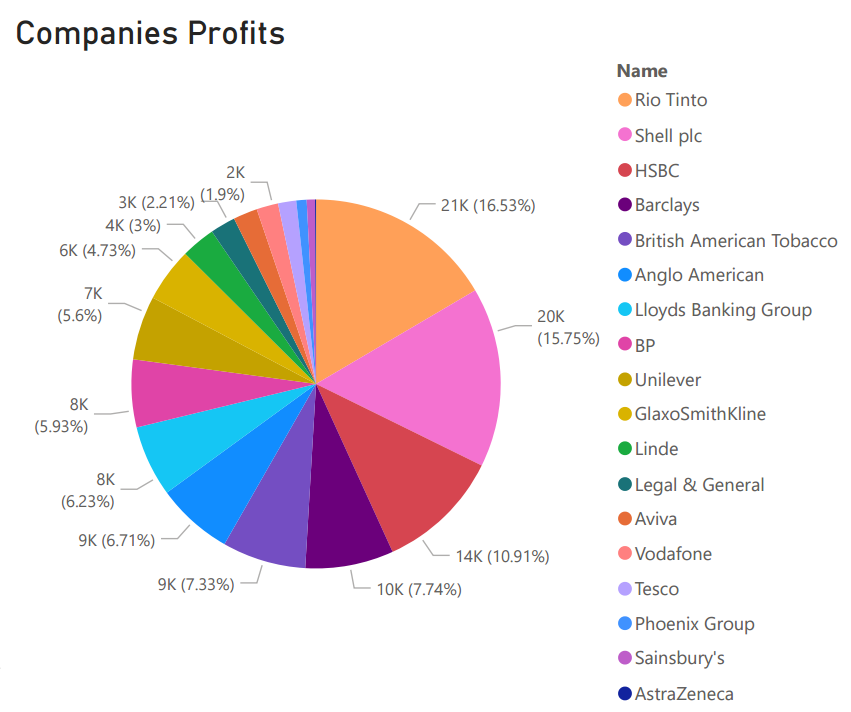 Companies Profits
Name
Rio Tinto
Shell plc
HSBC
Barclays
British American Tobacco
Anglo American
Lloyds Banking Group
BP
Unilever
GlaxoSmithKline
Linde
Legal & General
Aviva
Vodafone
Tesco
Phoenix Group
Sainsbury's
AstraZeneca
21K (16.53%)
20K
(15.75%)
14K (10.91%)
10K (7.74%)
9K (7.33%)
9K (6.71%)
8K
(6.23%)
8K
(5.93%)
7K
(5.6%)
6K (4.73%)
4K (3%)
3K (2.21%)
2K
(1.9%)